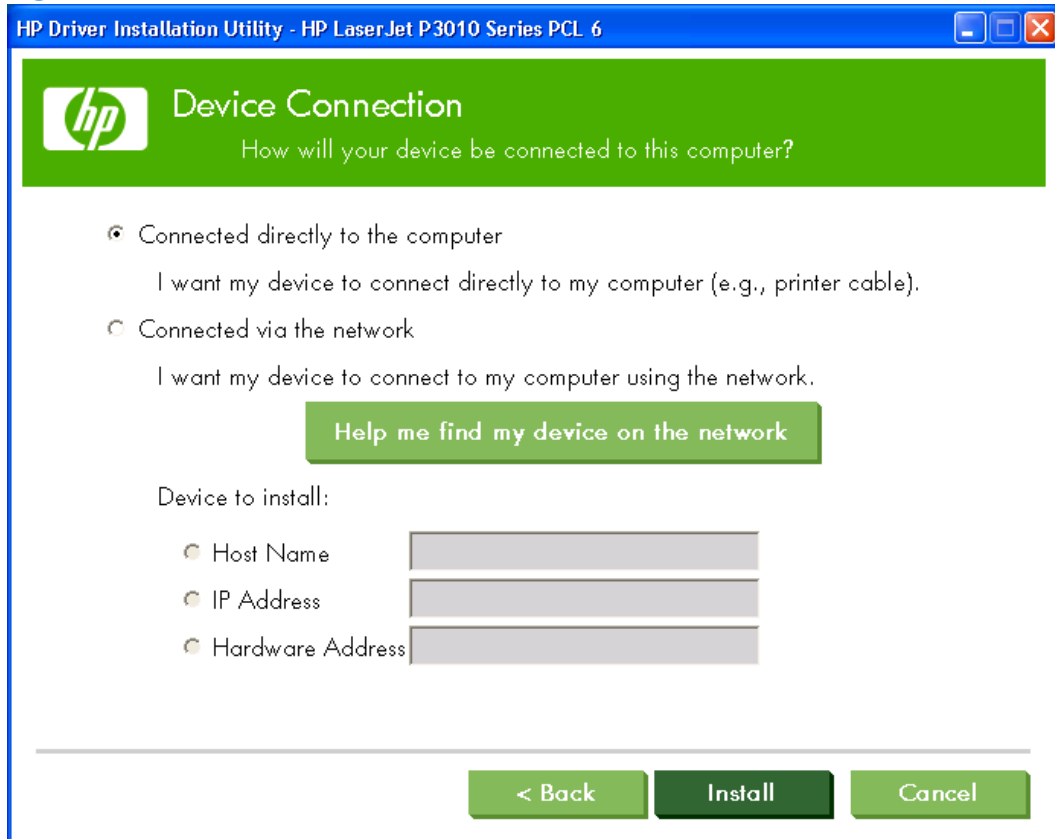 HP Driver Installation Utility - HP LaserJet P3010 Series PCL 6
hp
Device Connection
How will your device be connected to this computer?
Connected directly to the computer
I want my device to connect directly to my computer (e.g., printer cable).
Connected via the network
I want my device to connect to my computer using the network.
Help me find my device on the network
Device to install:
Host Name
IP Address
Hardware Address
< Back
Install
Cancel